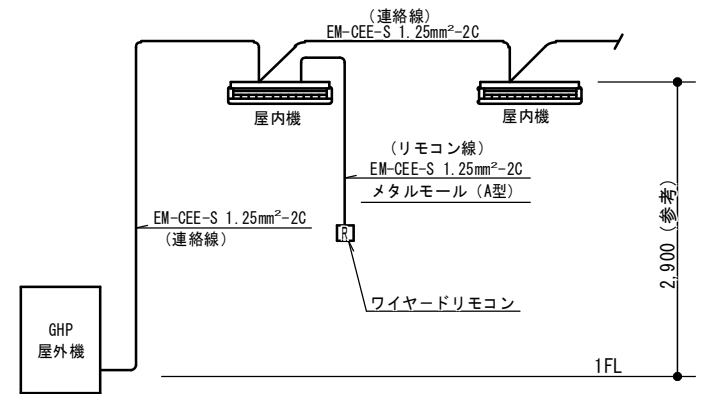 （連絡線）
EM-CEE-S 1.25mm²-2C
屋内機
屋内機
（リモコン線）
EM-CEE-S 1.25mm²-2C
メタルモール（A型）
EM-CEE-S 1.25mm²-2C
（連絡線）
R
ワイヤードリモコン
2,900（参考）
GHP
屋外機
1FL